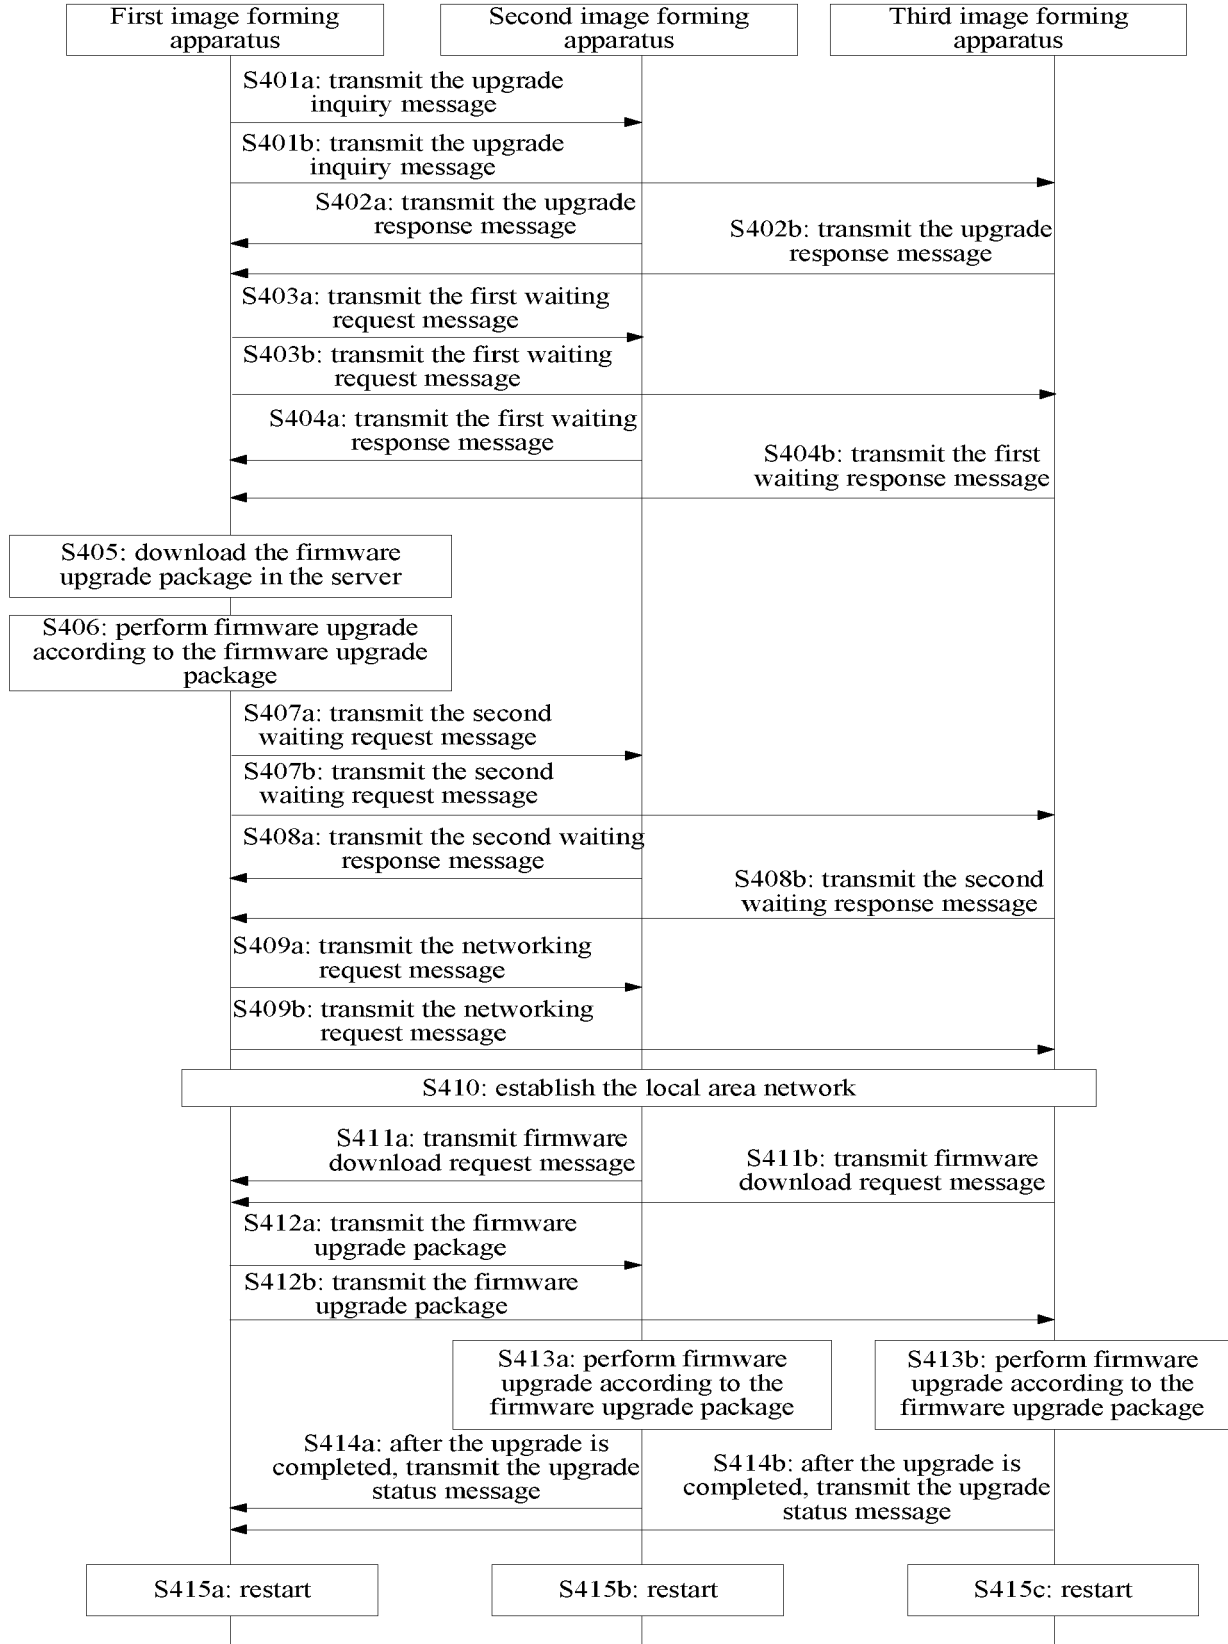 First image forming
apparatus
Second image forming
apparatus
Third image forming
apparatus
S401a: transmit the upgrade
inquiry message
S401b: transmit the upgrade
inquiry message
S402a: transmit the upgrade
response message
S402b: transmit the upgrade
response message
S403a: transmit the first waiting
request message
S403b: transmit the first waiting
request message
S404a: transmit the first waiting
response message
S404b: transmit the first
waiting response message
S405: download the firmware
upgrade package in the server
S406: perform firmware upgrade
according to the firmware upgrade
package
S407a: transmit the second
waiting request message
S407b: transmit the second
waiting request message
S408a: transmit the second waiting
response message
S408b: transmit the second
waiting response message
S409a: transmit the networking
request message
S409b: transmit the networking
request message
S410: establish the local area network
S411a: transmit firmware
download request message
S411b: transmit firmware
download request message
S412a: transmit the firmware
upgrade package
S412b: transmit the firmware
upgrade package
S413a: perform firmware
upgrade according to the
firmware upgrade package
S413b: perform firmware
upgrade according to the
firmware upgrade package
S414a: after the upgrade is
completed, transmit the upgrade
status message
S414b: after the upgrade is
completed, transmit the upgrade
status message
S415a: restart
S415b: restart
S415c: restart